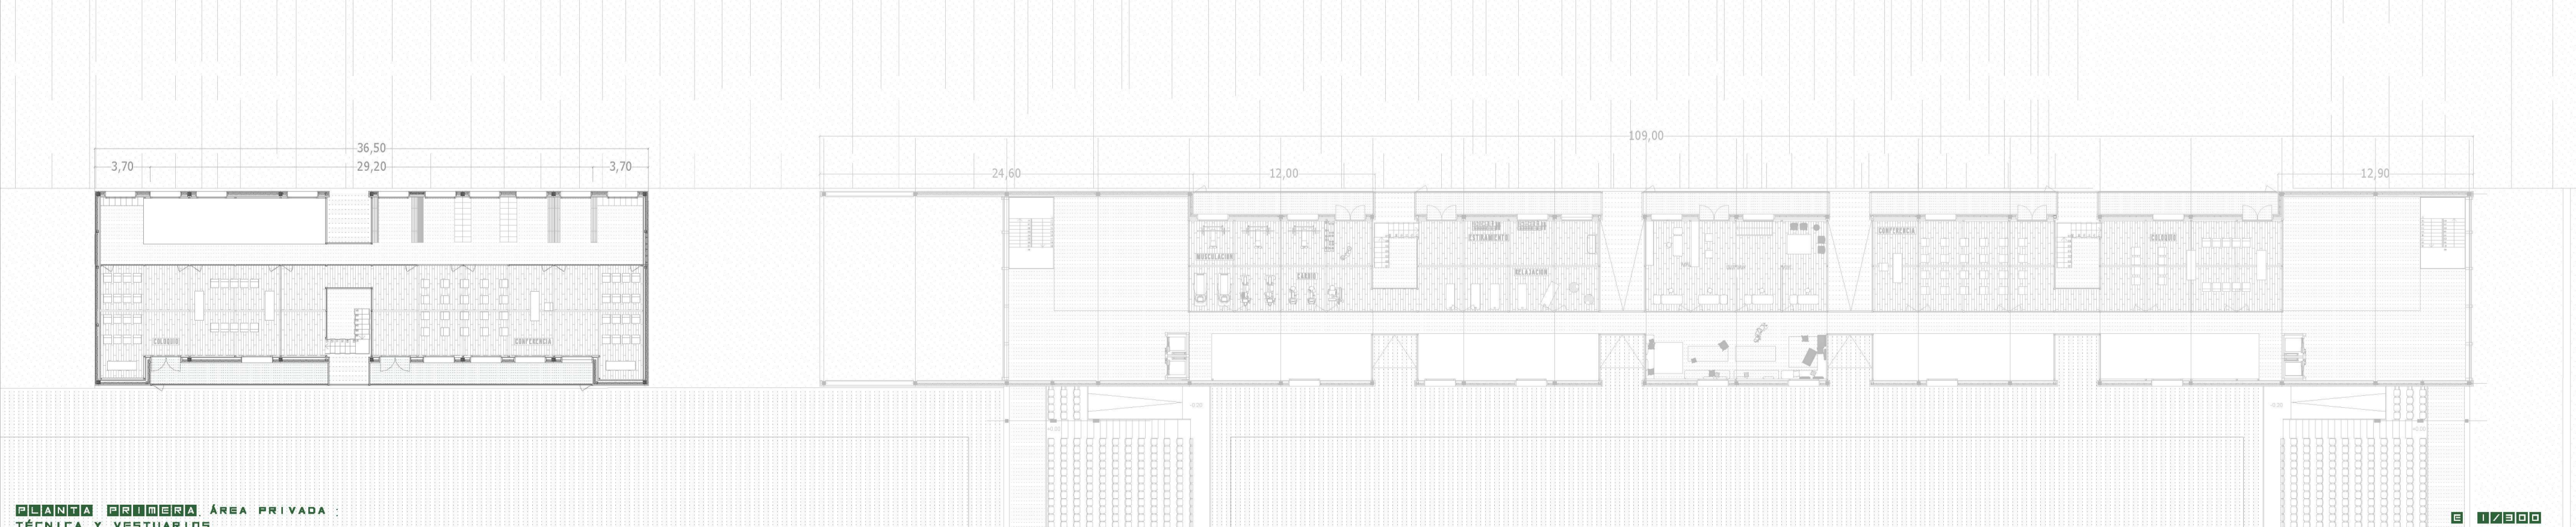 109,00
36,50
3,70 29,20 3,70
24,60 12,00 12,90
CONFERENCIA
ESTIRAMIENTO COLOQUIO
MUSCULACION
RELAJACION
CARDIO
COLOQUIO CONFERENCIA
PLANTA PRIMERA. ÁREA PRIVADA :
TÉCNICA Y VESTUARIOS
E 1/300